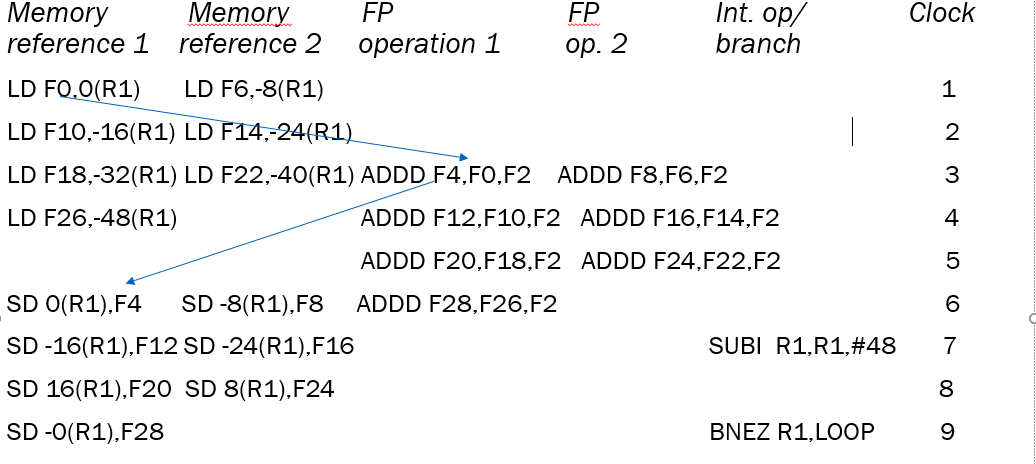 Memory Memory FP FP Int. op/ Clock
reference 1 reference 2 operation 1 op. 2 branch
LD F0,0(R1) LD F6,-8(R1) 1
LD F10,-16(R1) LD F14,-24(R1) 2
LD F18,-32(R1) LD F22,-40(R1) ADDD F4,F0,F2 ADDD F8,F6,F2 3
LD F26,-48(R1) ADDD F12,F10,F2 ADDD F16,F14,F2 4
ADDD F20,F18,F2 ADDD F24,F22,F2 5
SD 0(R1),F4 SD -8(R1),F8 ADDD F28,F26,F2 6
SD -16(R1),F12 SD -24(R1),F16 SUBI R1,R1,#48 7
SD 16(R1),F20 SD 8(R1),F24 8
SD -0(R1),F28 BNEZ R1,LOOP 9